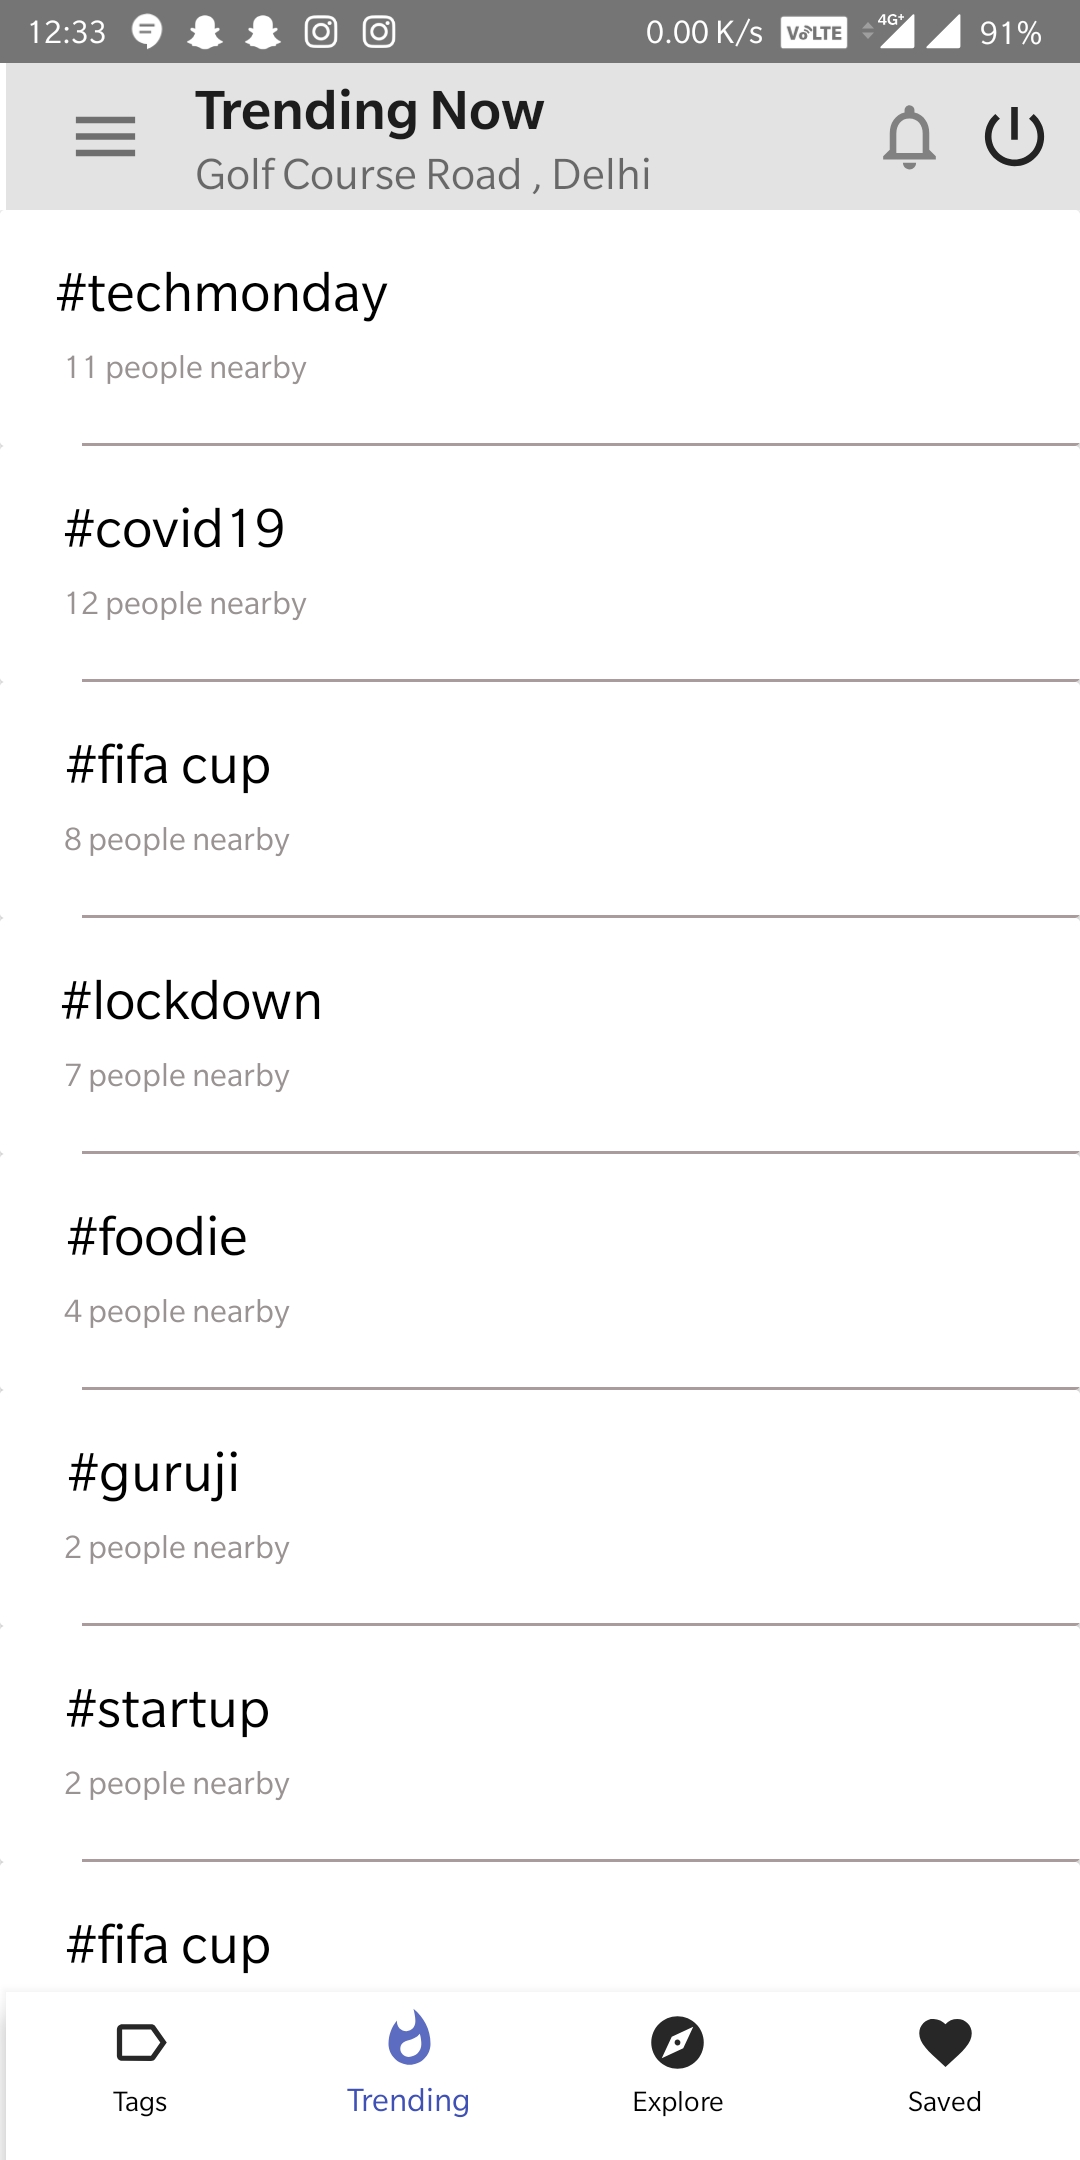 12:33 0.00 K/s VoLTE 4G+ 91%
Trending Now
Golf Course Road , Delhi
#techmonday
11 people nearby
#covid19
12 people nearby
#fifa cup
8 people nearby
#lockdown
7 people nearby
#foodie
4 people nearby
#guruji
2 people nearby
#startup
2 people nearby
#fifa cup
Tags Trending Explore Saved